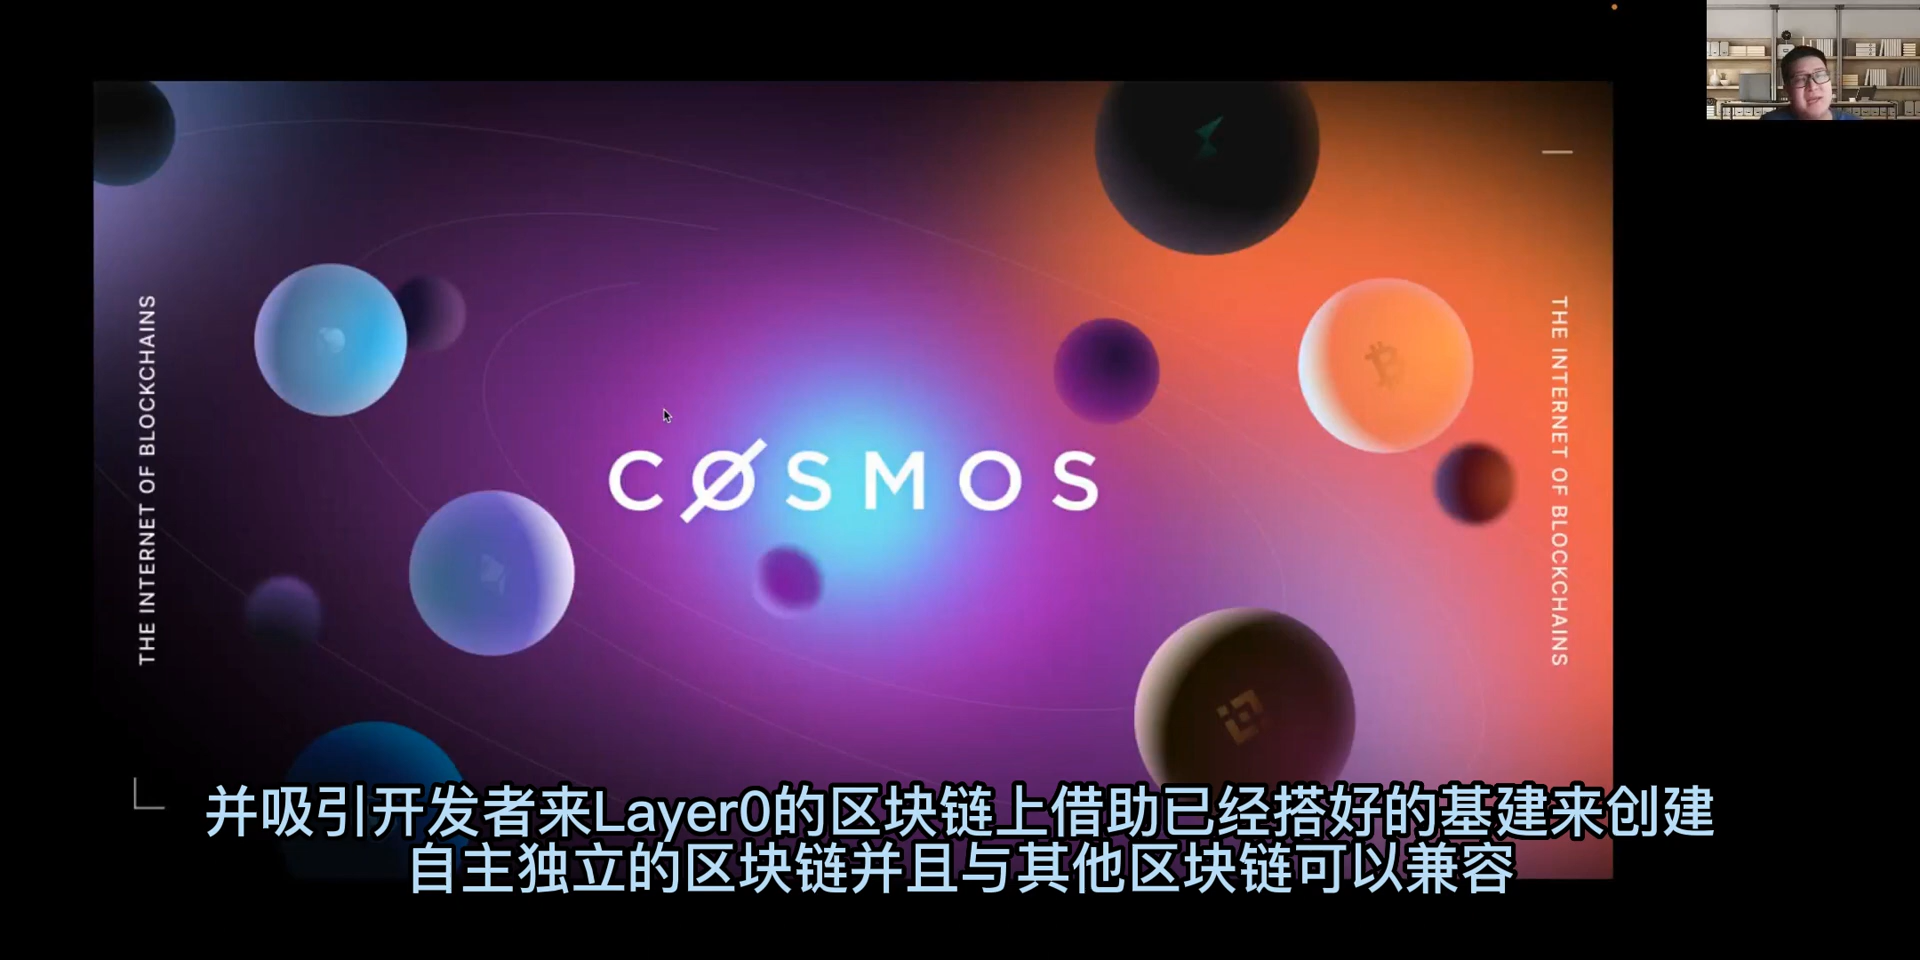 THE INTERNET OF BLOCKCHAINS
CØSMOS
THE INTERNET OF BLOCKCHAINS
并吸引开发者来Layer0的区块链上借助已经搭好的基建来创建
自主独立的区块链并且与其他区块链可以兼容